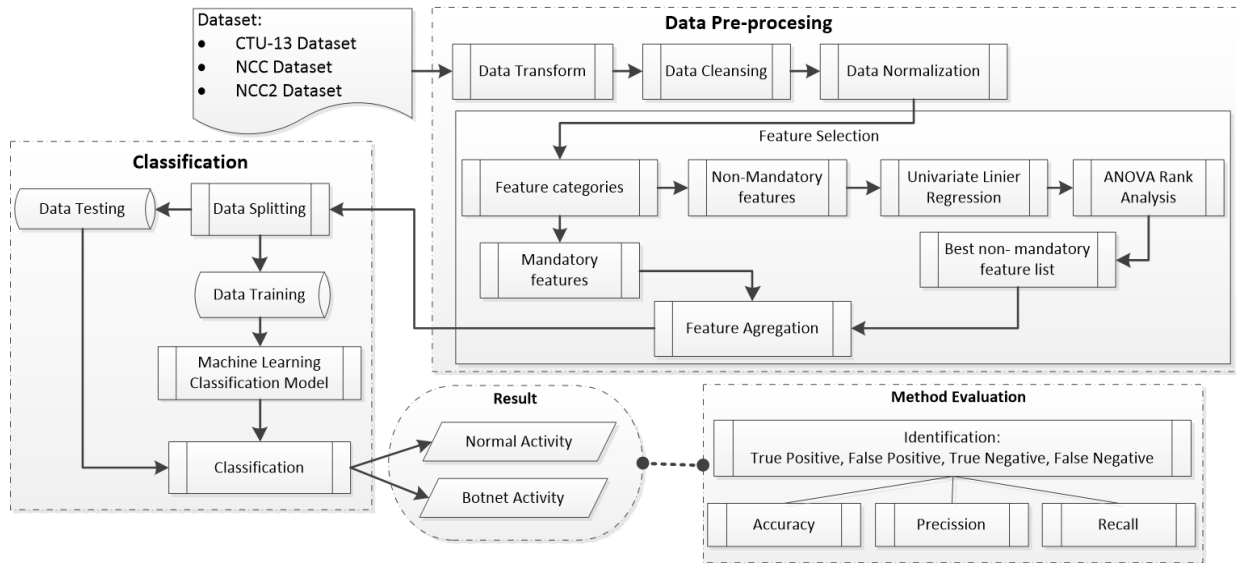 Dataset:
• CTU-13 Dataset
• NCC Dataset
• NCC2 Dataset
Data Pre-procesing
Data Transform
Data Cleansing
Data Normalization
Feature Selection
Feature categories
Non-Mandatory
features
Univariate Linier
Regression
ANOVA Rank
Analysis
Mandatory
features
Best non- mandatory
feature list
Feature Agregation
Classification
Data Testing
Data Splitting
Data Training
Machine Learning
Classification Model
Classification
Result
Normal Activity
Botnet Activity
Method Evaluation
Identification:
True Positive, False Positive, True Negative, False Negative
Accuracy
Precission
Recall